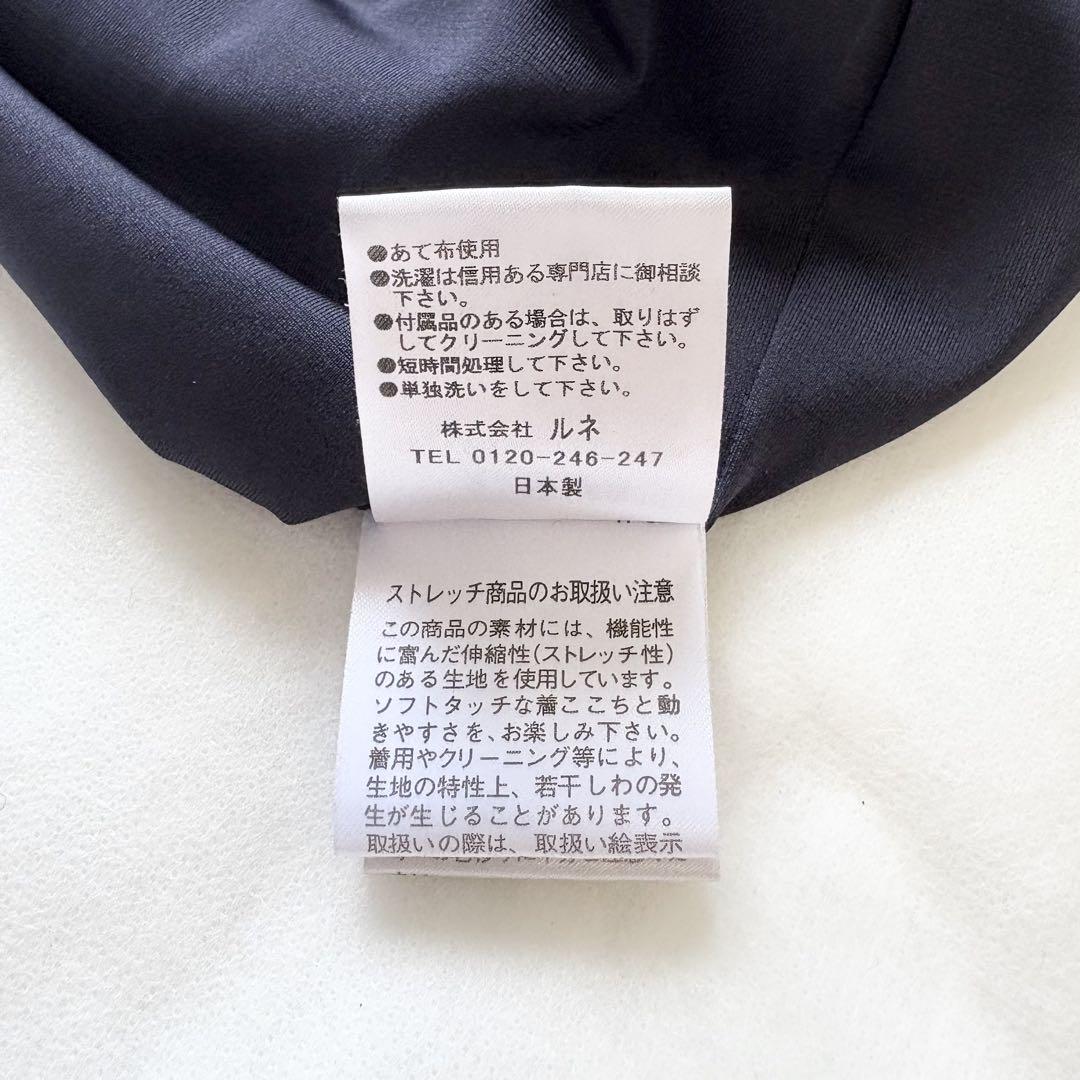 ●あて布使用
●洗濯は信用ある専門店に御相談
下さい。
●付属品のある場合は、取りはず
してクリーニングして下さい。
●短時間処理して下さい。
●単独洗いをして下さい。
株式会社 ルネ
TEL 0120-246-247
日本製
ストレッチ商品のお取扱い注意
この商品の素材には、機能性
に富んだ伸縮性(ストレッチ性)
のある生地を使用しています。
ソフトタッチな着ここちと動
きやすさを、お楽しみ下さい。
着用やクリーニング等により、
生地の特性上、若干しわの発
生が生じることがあります。
取扱いの際は、取扱い絵表示